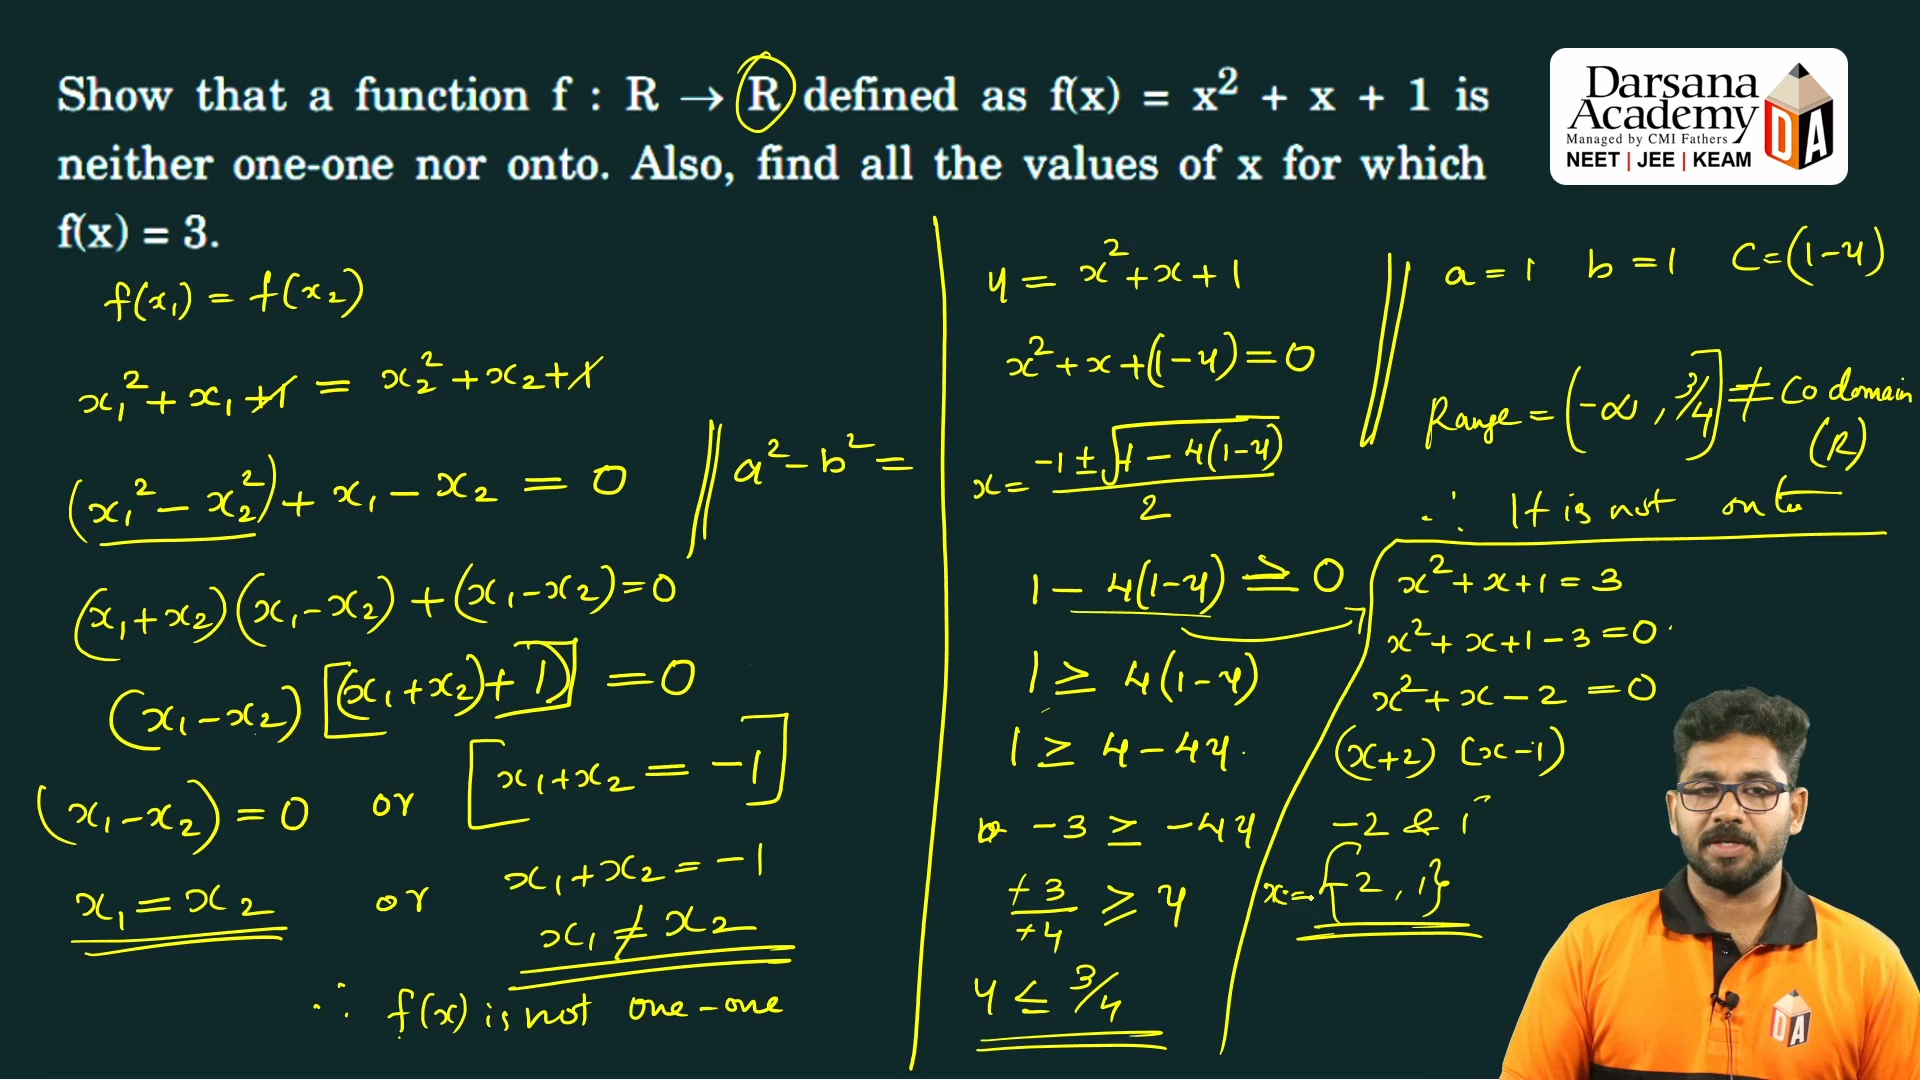 Show that a function f : R → R defined as f(x) = x² + x + 1 is
neither one-one nor onto. Also, find all the values of x for which
f(x) = 3.
Darsana
Academy
Managed by CMI Fathers
NEET | JEE | KEAM
DA
f(x₁) = f(x₂)
x₁² + x₁ + 1 = x₂² + x₂ + 1
(x₁² − x₂²) + x₁ − x₂ = 0
a² − b² =
(x₁ + x₂)(x₁ − x₂) + (x₁ − x₂) = 0
(x₁ − x₂) [(x₁ + x₂) + 1] = 0
(x₁ − x₂) = 0 or [x₁ + x₂ = −1]
x₁ = x₂ or x₁ + x₂ = −1
x₁ ≠ x₂
∴ f(x) is not one-one
y = x² + x + 1
x² + x + (1−y) = 0
x = (−1 ± √(1 − 4(1−y))) / 2
1 − 4(1−y) ≥ 0
1 ≥ 4(1−y)
1 ≥ 4 − 4y
−3 ≥ −4y
+3/+4 ≥ y
y ≤ 3/4
a = 1 b = 1 C = (1−y)
Range = (−∞, 3/4] ≠ Co domain
(R)
∴ It is not onto
x² + x + 1 = 3
x² + x + 1 − 3 = 0
x² + x − 2 = 0
(x+2) (x−1)
−2 & 1
x = {−2, 1}
DA